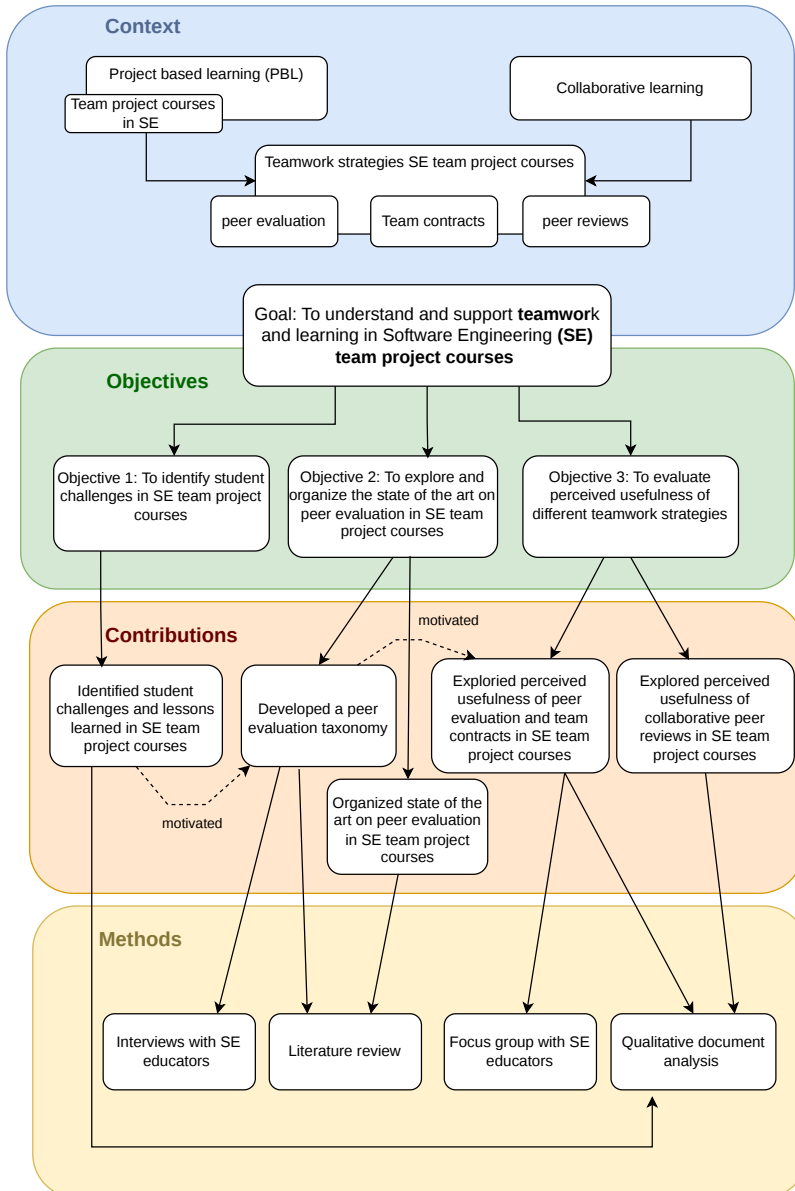 Context
Project based learning (PBL)
Team project courses
in SE
Collaborative learning
Teamwork strategies SE team project courses
peer evaluation
Team contracts
peer reviews
Goal: To understand and support teamwork
and learning in Software Engineering (SE)
team project courses
Objectives
Objective 1: To identify student
challenges in SE team project
courses
Objective 2: To explore and
organize the state of the art on
peer evaluation in SE team
project courses
Objective 3: To evaluate
perceived usefulness of
different teamwork strategies
Contributions
motivated
Identified student
challenges and lessons
learned in SE team
project courses
Developed a peer
evaluation taxonomy
Exploried perceived
usefulness of peer
evaluation and team
contracts in SE team
project courses
Explored perceived
usefulness of
collaborative peer
reviews in SE team
project courses
motivated
Organized state of the
art on peer evaluation
in SE team project
courses
Methods
Interviews with SE
educators
Literature review
Focus group with SE
educators
Qualitative document
analysis